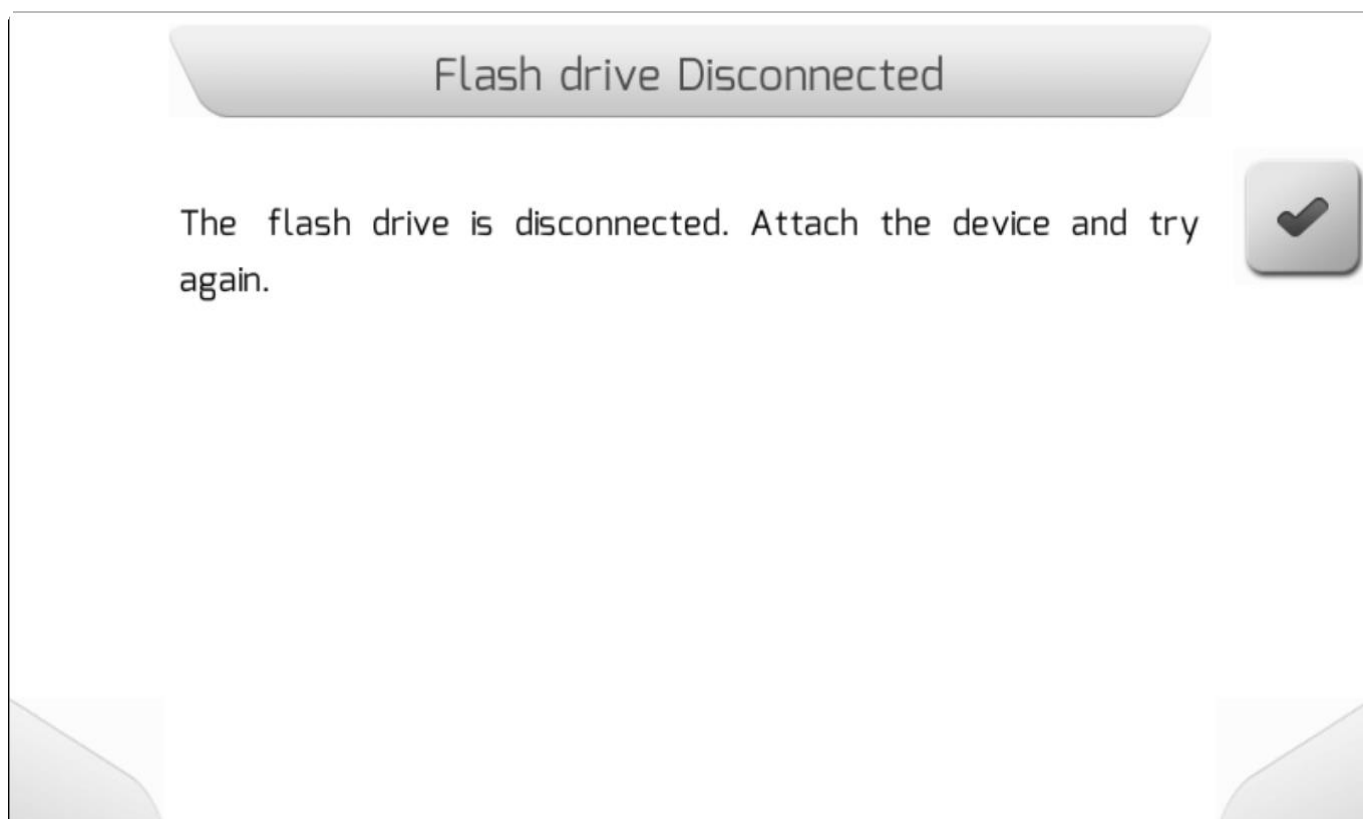 Flash drive Disconnected
The flash drive is disconnected. Attach the device and try
again.